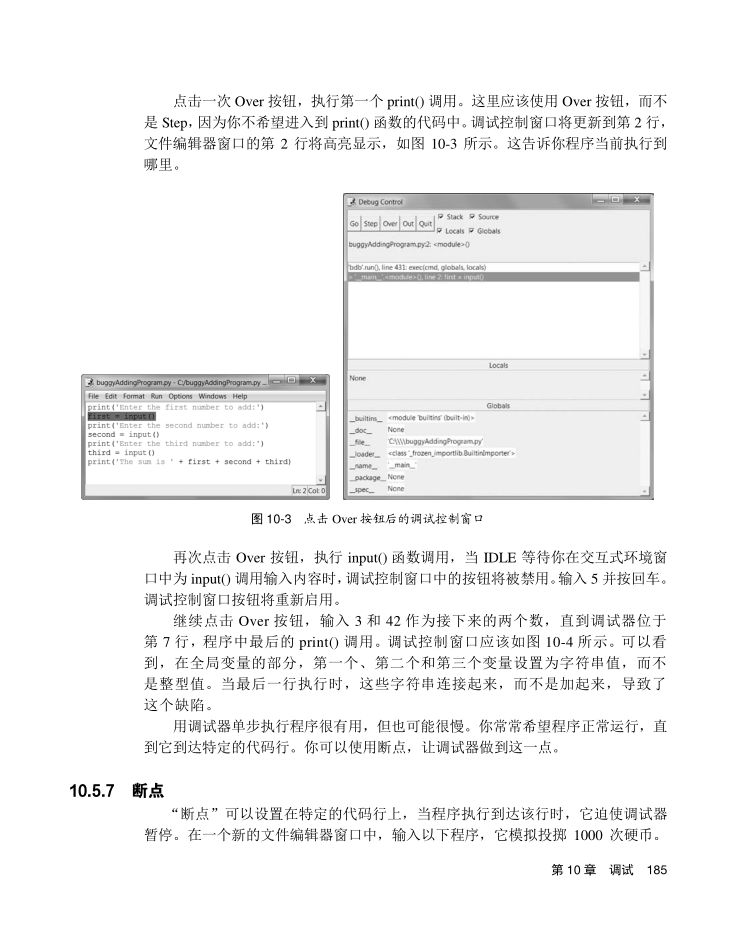 点击一次 Over 按钮，执行第一个 print() 调用。这里应该使用 Over 按钮，而不
是 Step，因为你不希望进入到 print() 函数的代码中。调试控制窗口将更新到第 2 行，
文件编辑器窗口的第 2 行将高亮显示，如图 10-3 所示。这告诉你程序当前执行到
哪里。
Debug Control
Go Step Over Out Quit Stack Source
Locals Globals
buggyAddingProgram.py:2: <module>()
'bdb'.run(), line 431: exec(cmd, globals, locals)
> '__main__'.<module>(), line 2: first = input()
Locals
None
Globals
__builtins__ <module 'builtins' (built-in)>
__doc__ None
__file__ 'C:\\\\buggyAddingProgram.py'
__loader__ <class '_frozen_importlib.BuiltinImporter'>
__name__ '__main__'
__package__ None
__spec__ None
buggyAddingProgram.py - C:/buggyAddingProgram.py ...
File Edit Format Run Options Windows Help
print('Enter the first number to add:')
first = input()
print('Enter the second number to add:')
second = input()
print('Enter the third number to add:')
third = input()
print('The sum is ' + first + second + third)
Ln: 2 Col: 0
图 10-3 点击 Over 按钮后的调试控制窗口
再次点击 Over 按钮，执行 input() 函数调用，当 IDLE 等待你在交互式环境窗
口中为 input() 调用输入内容时，调试控制窗口中的按钮将被禁用。输入 5 并按回车。
调试控制窗口按钮将重新启用。
继续点击 Over 按钮，输入 3 和 42 作为接下来的两个数，直到调试器位于
第 7 行，程序中最后的 print() 调用。调试控制窗口应该如图 10-4 所示。可以看
到，在全局变量的部分，第一个、第二个和第三个变量设置为字符串值，而不
是整型值。当最后一行执行时，这些字符串连接起来，而不是加起来，导致了
这个缺陷。
用调试器单步执行程序很有用，但也可能很慢。你常常希望程序正常运行，直
到它到达特定的代码行。你可以使用断点，让调试器做到这一点。
10.5.7 断点
“断点”可以设置在特定的代码行上，当程序执行到达该行时，它迫使调试器
暂停。在一个新的文件编辑器窗口中，输入以下程序，它模拟投掷 1000 次硬币。
第 10 章 调试 185